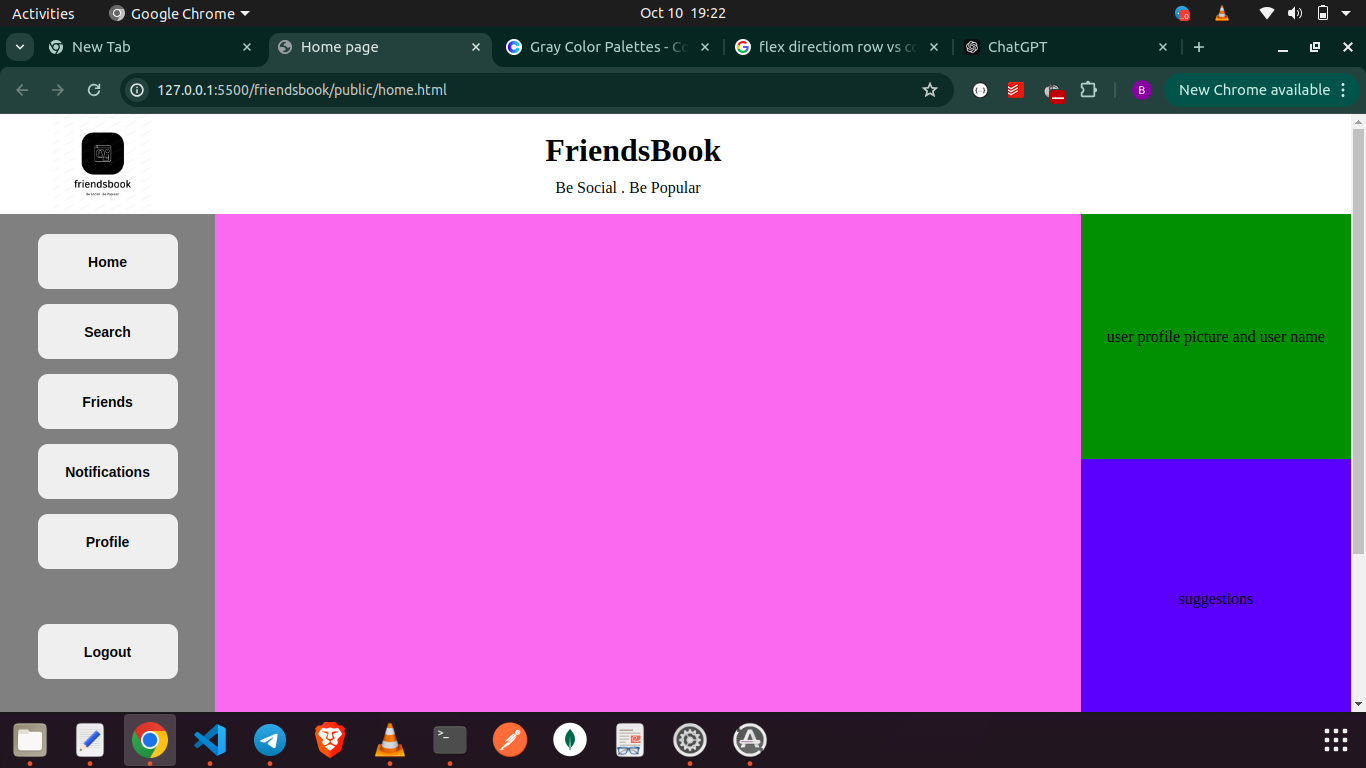 Activities
Google Chrome
Oct 10 19:22
New Tab
Home page
Gray Color Palettes - Co
flex directiom row vs co
ChatGPT
127.0.0.1:5500/friendsbook/public/home.html
B
New Chrome available
friendsbook
Be Social . Be Popular
FriendsBook
Be Social . Be Popular
Home
Search
Friends
Notifications
Profile
Logout
user profile picture and user name
suggestions